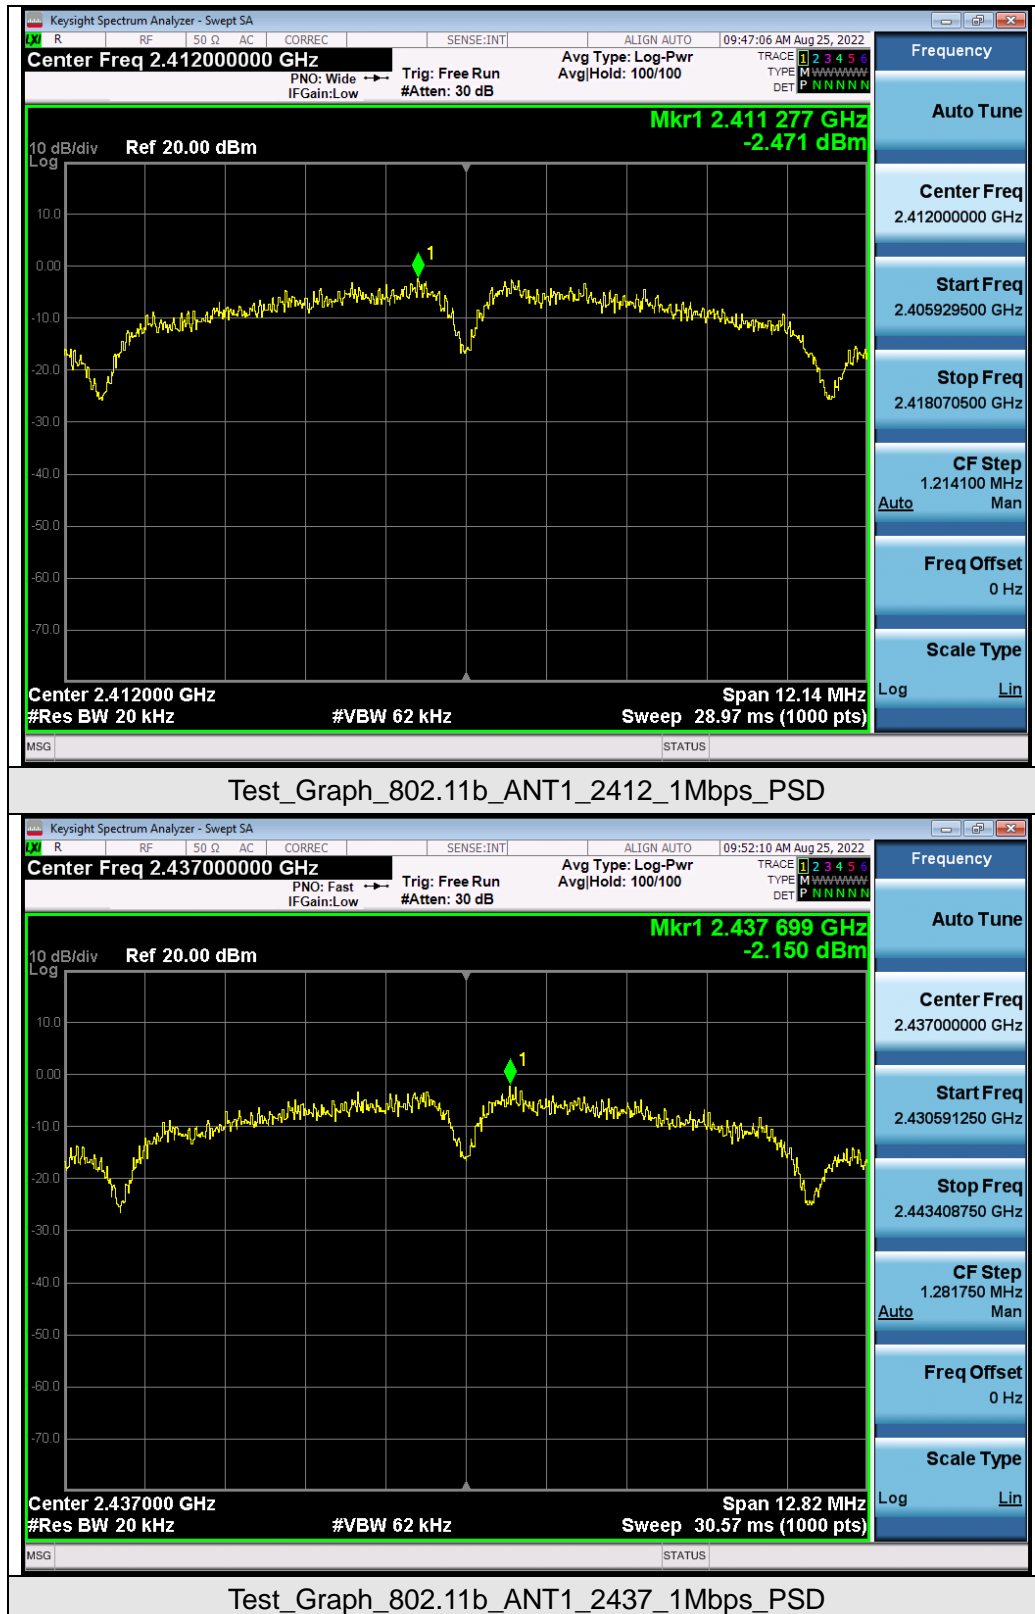 Keysight Spectrum Analyzer - Swept SA
LXI R RF 50 Ω AC CORREC SENSE:INT ALIGN AUTO 09:47:06 AM Aug 25, 2022
Center Freq 2.412000000 GHz
PNO: Wide
IFGain:Low
Trig: Free Run
#Atten: 30 dB
Avg Type: Log-Pwr
Avg|Hold: 100/100
TRACE 1 2 3 4 5 6
TYPE M WWWWW
DET P N N N N N
Mkr1 2.411 277 GHz
-2.471 dBm
10 dB/div Ref 20.00 dBm
Log
10.0
0.00
-10.0
-20.0
-30.0
-40.0
-50.0
-60.0
-70.0
1
Center 2.412000 GHz Span 12.14 MHz
#Res BW 20 kHz #VBW 62 kHz Sweep 28.97 ms (1000 pts)
MSG STATUS
Frequency
Auto Tune
Center Freq
2.412000000 GHz
Start Freq
2.405929500 GHz
Stop Freq
2.418070500 GHz
CF Step
1.214100 MHz
Auto Man
Freq Offset
0 Hz
Scale Type
Log Lin
Test_Graph_802.11b_ANT1_2412_1Mbps_PSD
Keysight Spectrum Analyzer - Swept SA
LXI R RF 50 Ω AC CORREC SENSE:INT ALIGN AUTO 09:52:10 AM Aug 25, 2022
Center Freq 2.437000000 GHz
PNO: Fast
IFGain:Low
Trig: Free Run
#Atten: 30 dB
Avg Type: Log-Pwr
Avg|Hold: 100/100
TRACE 1 2 3 4 5 6
TYPE M WWWWW
DET P N N N N N
Mkr1 2.437 699 GHz
-2.150 dBm
10 dB/div Ref 20.00 dBm
Log
10.0
0.00
-10.0
-20.0
-30.0
-40.0
-50.0
-60.0
-70.0
1
Center 2.437000 GHz Span 12.82 MHz
#Res BW 20 kHz #VBW 62 kHz Sweep 30.57 ms (1000 pts)
MSG STATUS
Frequency
Auto Tune
Center Freq
2.437000000 GHz
Start Freq
2.430591250 GHz
Stop Freq
2.443408750 GHz
CF Step
1.281750 MHz
Auto Man
Freq Offset
0 Hz
Scale Type
Log Lin
Test_Graph_802.11b_ANT1_2437_1Mbps_PSD